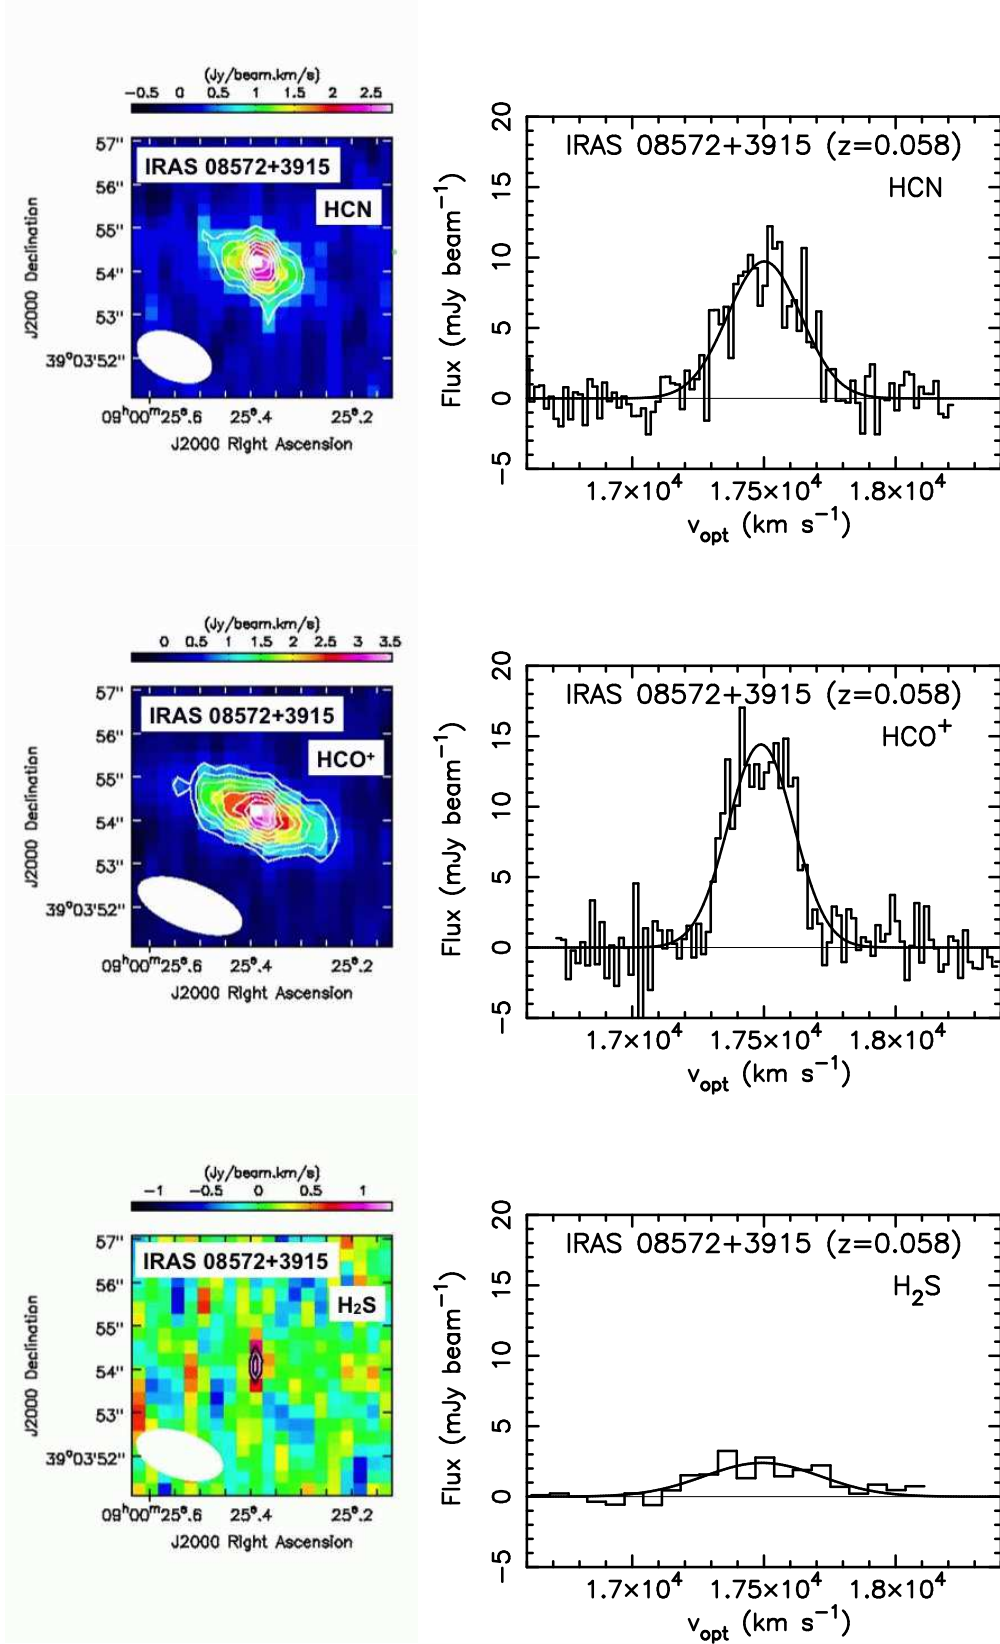 (Jy/beam.km/s)
−0.5 0 0.5 1 1.5 2 2.5
IRAS 08572+3915
HCN
57"
56"
55"
54"
53"
39°03'52"
J2000 Declination
09ʰ00ᵐ25ˢ.6 25ˢ.4 25ˢ.2
J2000 Right Ascension
20
15
10
5
0
−5
Flux (mJy beam⁻¹)
IRAS 08572+3915 (z=0.058)
HCN
1.7×10⁴ 1.75×10⁴ 1.8×10⁴
v_opt (km s⁻¹)
(Jy/beam.km/s)
0 0.5 1 1.5 2 2.5 3 3.5
IRAS 08572+3915
HCO⁺
57"
56"
55"
54"
53"
39°03'52"
J2000 Declination
09ʰ00ᵐ25ˢ.6 25ˢ.4 25ˢ.2
J2000 Right Ascension
20
15
10
5
0
−5
Flux (mJy beam⁻¹)
IRAS 08572+3915 (z=0.058)
HCO⁺
1.7×10⁴ 1.75×10⁴ 1.8×10⁴
v_opt (km s⁻¹)
(Jy/beam.km/s)
−1 −0.5 0 0.5 1
IRAS 08572+3915
H₂S
57"
56"
55"
54"
53"
39°03'52"
J2000 Declination
09ʰ00ᵐ25ˢ.6 25ˢ.4 25ˢ.2
J2000 Right Ascension
20
15
10
5
0
−5
Flux (mJy beam⁻¹)
IRAS 08572+3915 (z=0.058)
H₂S
1.7×10⁴ 1.75×10⁴ 1.8×10⁴
v_opt (km s⁻¹)